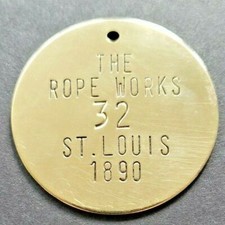 THE
ROPE WORKS
32
ST. LOUIS
1890